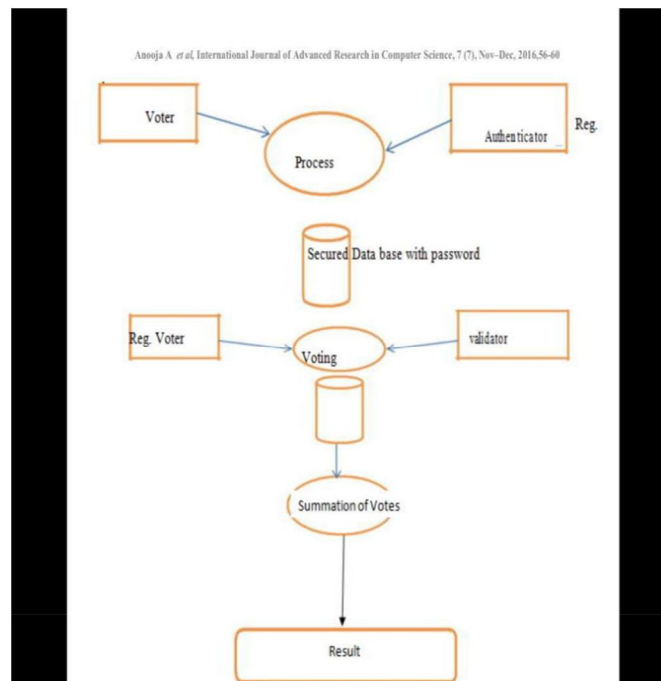 Anooja A et al, International Journal of Advanced Research in Computer Science, 7 (7), Nov–Dec, 2016,56-60
Voter
Reg.
Authenticator ...
Process
Secured Data base with password
Reg. Voter
validator
Voting
Summation of Votes
Result